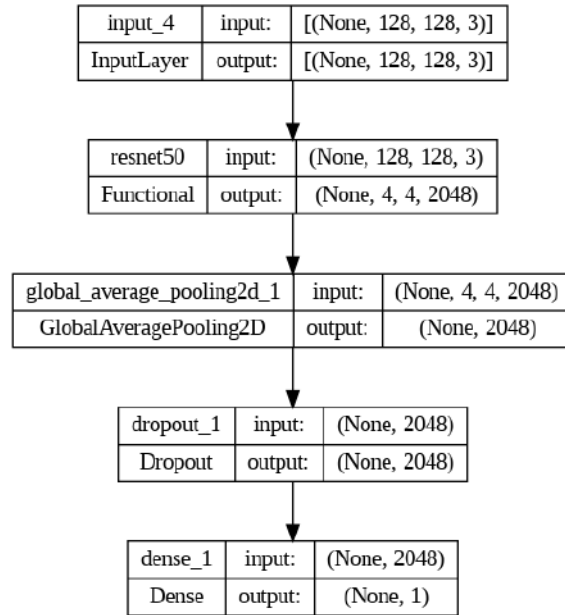 input_4 input: [(None, 128, 128, 3)]
InputLayer output: [(None, 128, 128, 3)]
resnet50 input: (None, 128, 128, 3)
Functional output: (None, 4, 4, 2048)
global_average_pooling2d_1 input: (None, 4, 4, 2048)
GlobalAveragePooling2D output: (None, 2048)
dropout_1 input: (None, 2048)
Dropout output: (None, 2048)
dense_1 input: (None, 2048)
Dense output: (None, 1)